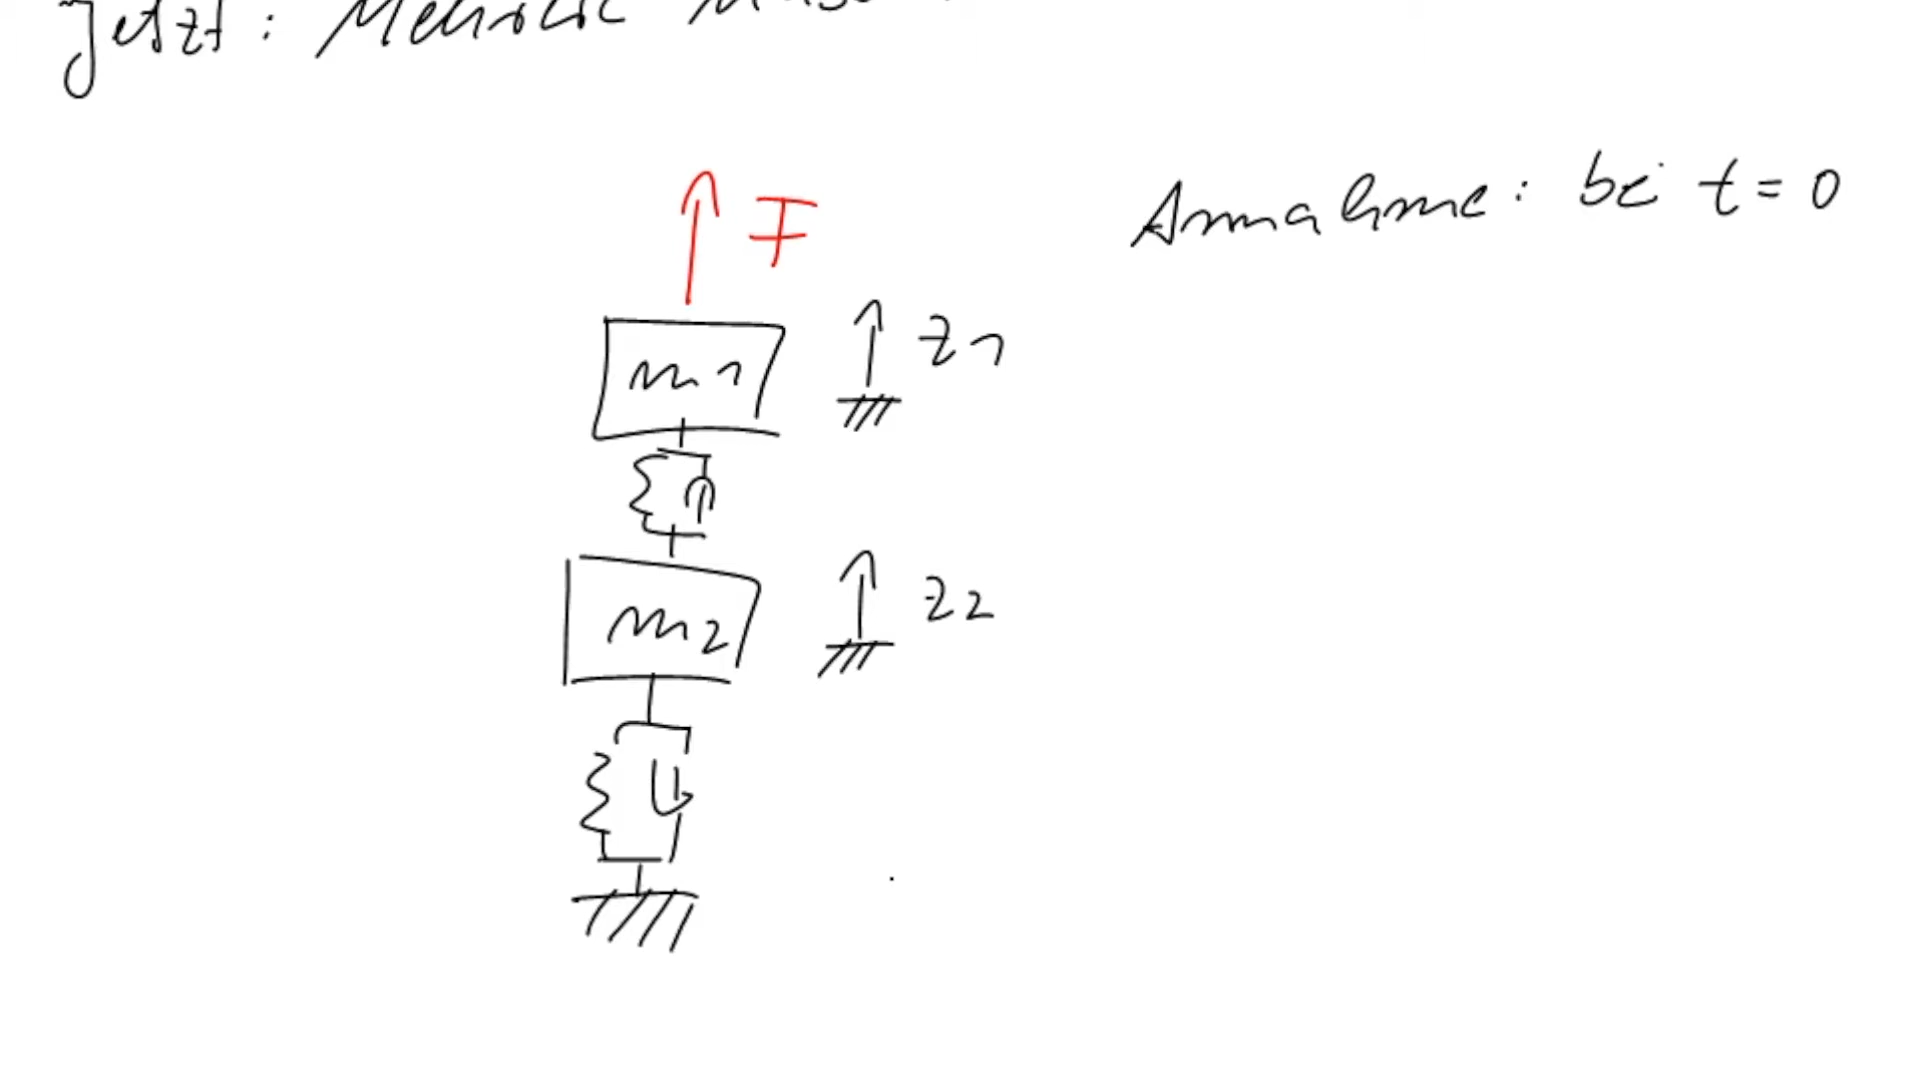 Jetzt: Mehrere
Annahme: bei t = 0
F
m1
z1
m2
z2